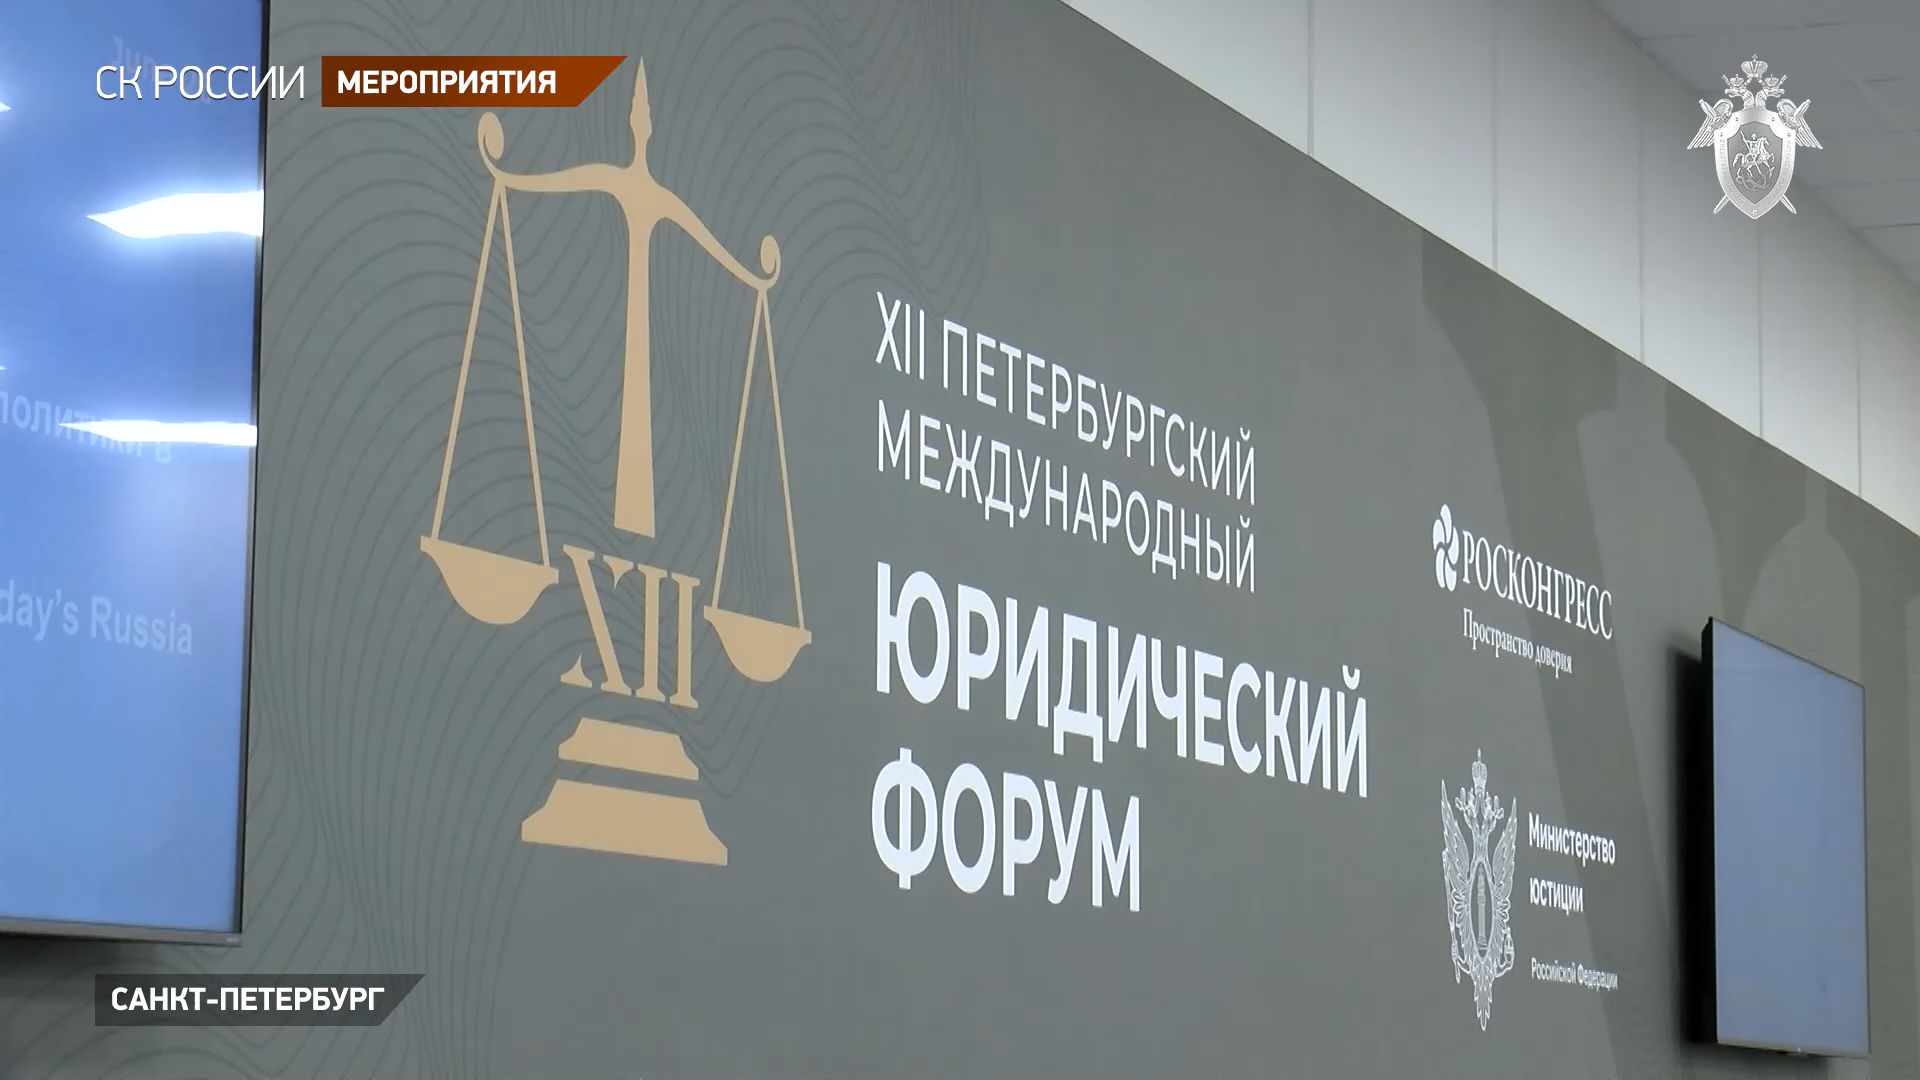 СК РОССИИ МЕРОПРИЯТИЯ
политики в
day's Russia
XII
XII ПЕТЕРБУРГСКИЙ
МЕЖДУНАРОДНЫЙ
ЮРИДИЧЕСКИЙ
ФОРУМ
РОСКОНГРЕСС
Пространство доверия
Министерство
юстиции
Российской Федерации
САНКТ-ПЕТЕРБУРГ